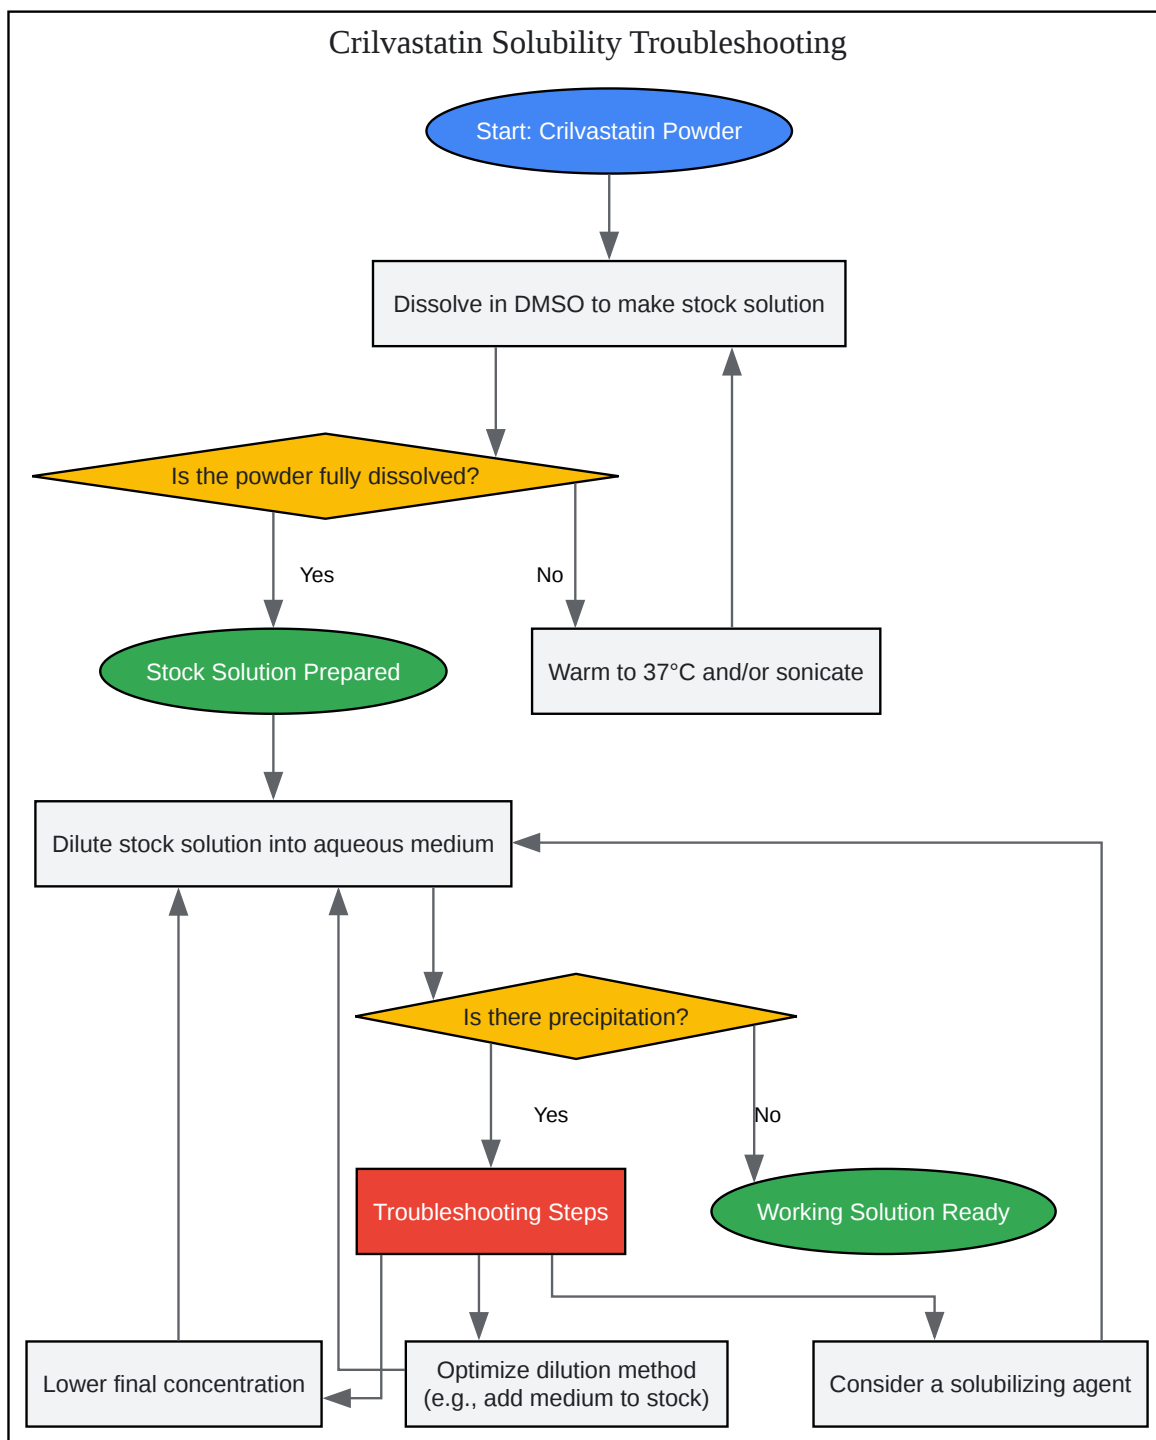 Crilvastatin Solubility Troubleshooting
Start: Crilvastatin Powder
Dissolve in DMSO to make stock solution
Is the powder fully dissolved?
Yes
No
Stock Solution Prepared
Warm to 37°C and/or sonicate
Dilute stock solution into aqueous medium
Is there precipitation?
Yes
No
Troubleshooting Steps
Working Solution Ready
Lower final concentration
Optimize dilution method
(e.g., add medium to stock)
Consider a solubilizing agent